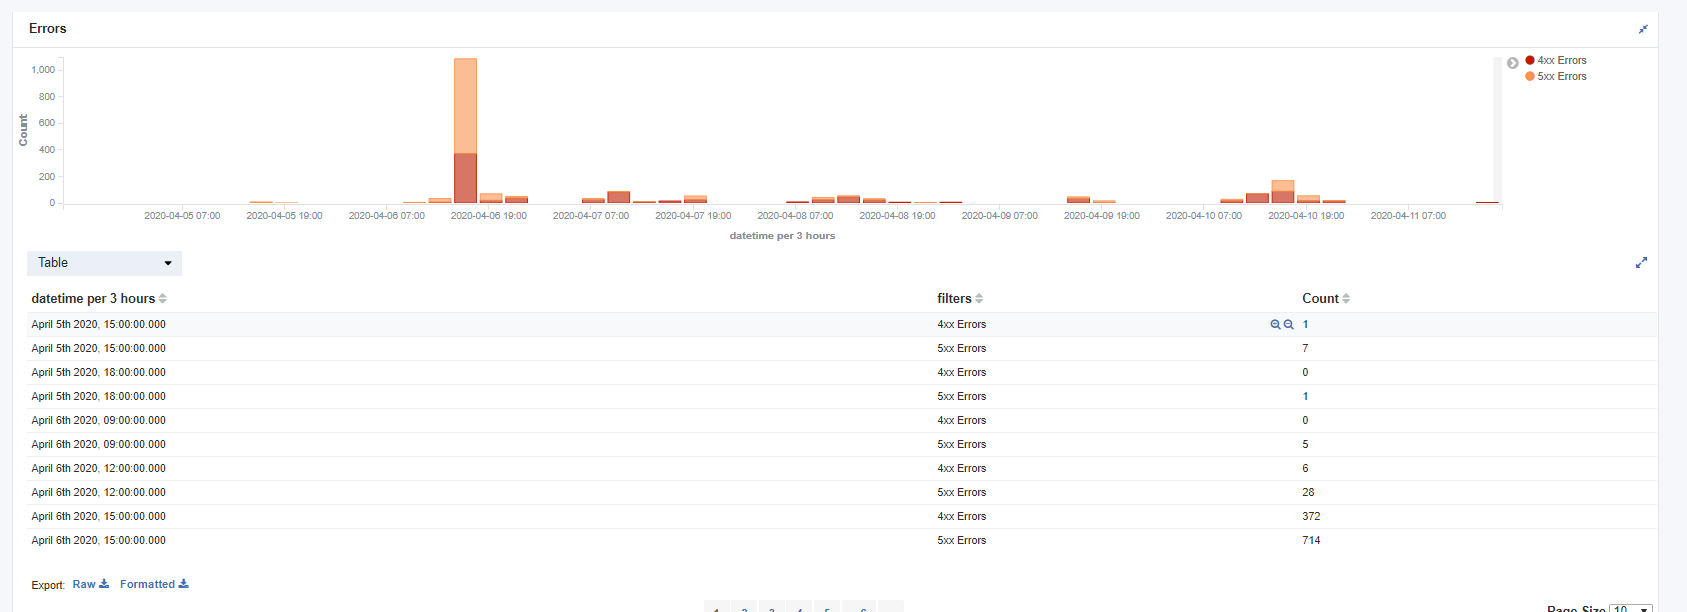 Errors
4xx Errors
5xx Errors
1,000
800
600
400
200
0
Count
2020-04-05 07:00
2020-04-05 19:00
2020-04-06 07:00
2020-04-06 19:00
2020-04-07 07:00
2020-04-07 19:00
2020-04-08 07:00
2020-04-08 19:00
2020-04-09 07:00
2020-04-09 19:00
2020-04-10 07:00
2020-04-10 19:00
2020-04-11 07:00
datetime per 3 hours
Table
datetime per 3 hours filters Count
April 5th 2020, 15:00:00.000 4xx Errors 1
April 5th 2020, 15:00:00.000 5xx Errors 7
April 5th 2020, 18:00:00.000 4xx Errors 0
April 5th 2020, 18:00:00.000 5xx Errors 1
April 6th 2020, 09:00:00.000 4xx Errors 0
April 6th 2020, 09:00:00.000 5xx Errors 5
April 6th 2020, 12:00:00.000 4xx Errors 6
April 6th 2020, 12:00:00.000 5xx Errors 28
April 6th 2020, 15:00:00.000 4xx Errors 372
April 6th 2020, 15:00:00.000 5xx Errors 714
Export: Raw Formatted
1 2 3 4 5 6 Page Size 10